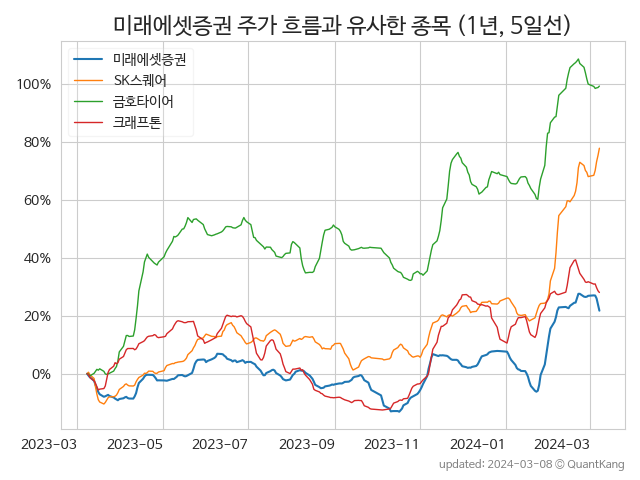 미래에셋증권 주가 흐름과 유사한 종목 (1년, 5일선)
미래에셋증권
SK스퀘어
금호타이어
크래프톤
100%
80%
60%
40%
20%
0%
2023-03
2023-05
2023-07
2023-09
2023-11
2024-01
2024-03
updated: 2024-03-08 © QuantKang